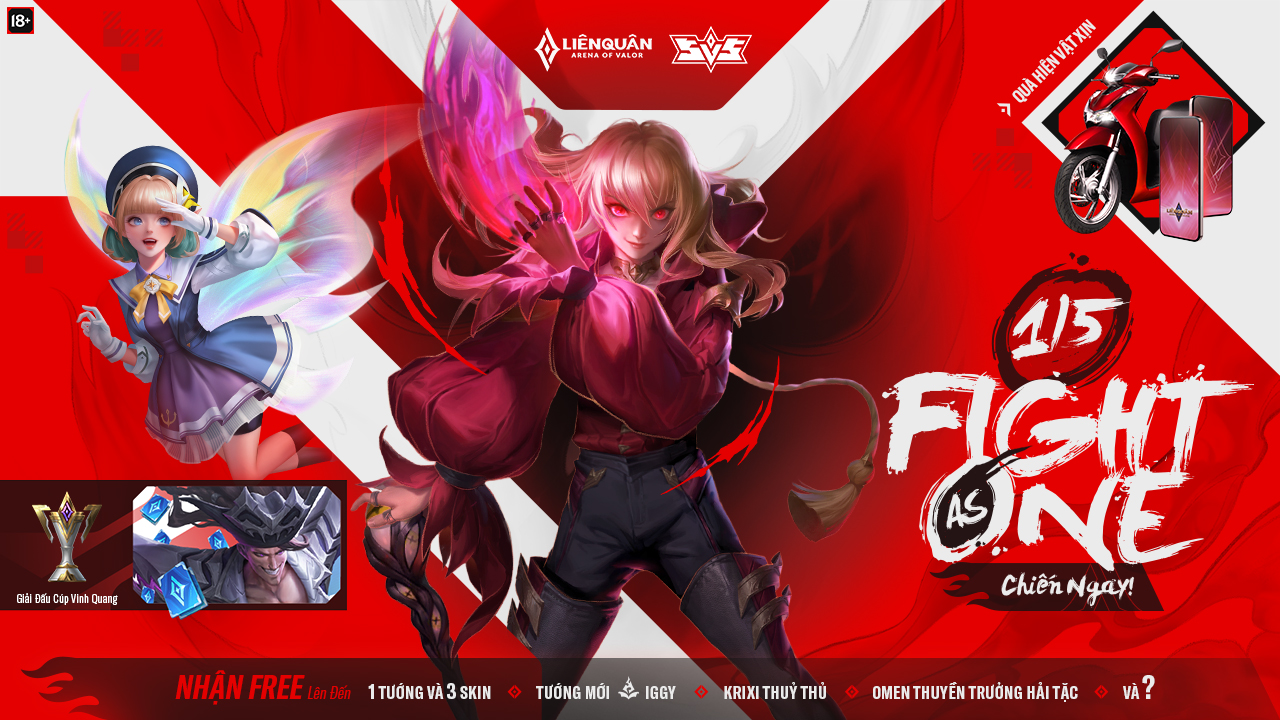 18+
LIÊNQUÂN
ARENA OF VALOR
SVS
QUÀ HIỆN VẬT XỊN
LIÊNQUÂN
1/5
FIGHT
AS
ONE
Chiến Ngay!
Giải Đấu Cúp Vinh Quang
NHẬN FREE Lên Đến 1 TƯỚNG VÀ 3 SKIN TƯỚNG MỚI IGGY KRIXI THUỶ THỦ OMEN THUYỀN TRƯỞNG HẢI TẶC VÀ ?